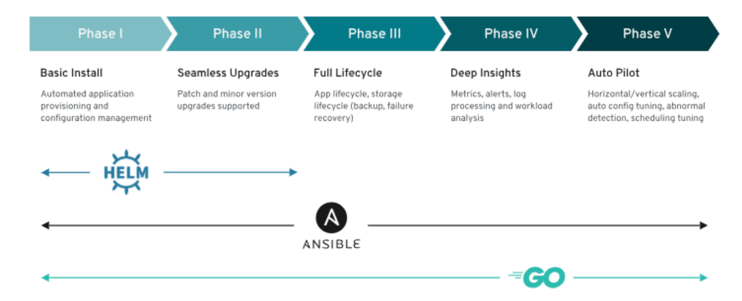 Phase I
Phase II
Phase III
Phase IV
Phase V
Basic Install
Automated application
provisioning and
configuration management
Seamless Upgrades
Patch and minor version
upgrades supported
Full Lifecycle
App lifecycle, storage
lifecycle (backup, failure
recovery)
Deep Insights
Metrics, alerts, log
processing and workload
analysis
Auto Pilot
Horizontal/vertical scaling,
auto config tuning, abnormal
detection, scheduling tuning
HELM
A
ANSIBLE
GO